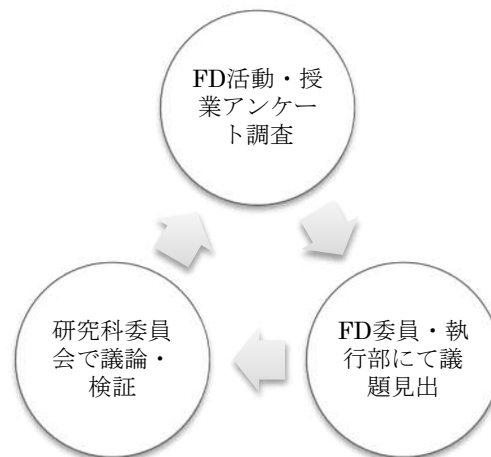 FD活動・授
業アンケー
ト調査
FD委員・執
行部にて議
題見出
研究科委員
会で議論・
検証